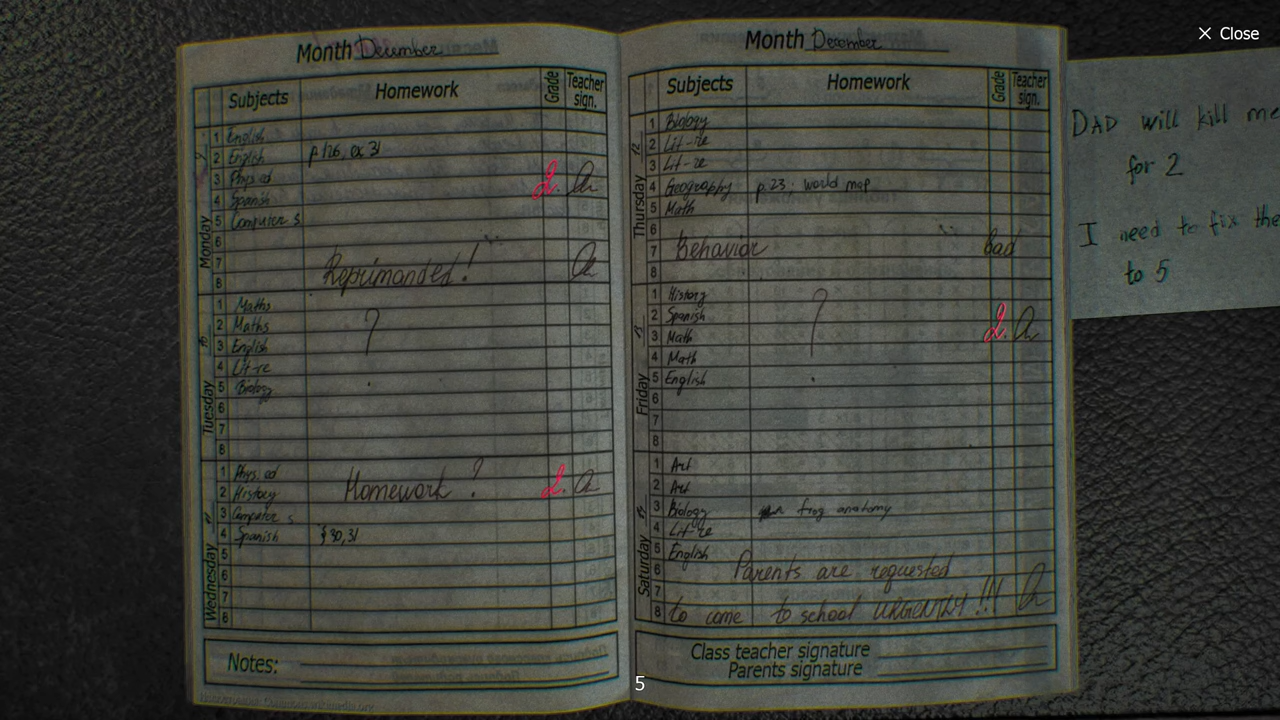 Close
Month December
Subjects Homework Grade Teacher sign.
Monday
1 English
2 English p 126, ex 31
3 Phys ed 2
4 Spanish
5 Computer s
6
7 Reprimanded!
8
Tuesday 10
1 Maths
2 Maths ?
3 English
4 Lit-re
5 Biology
6
7
8
Wednesday 11
1 Phys. ed
2 History Homework? 2
3 Computer s
4 Spanish § 30,31
5
6
7
8
Notes:
Month December
Subjects Homework Grade Teacher sign.
Thursday 12
1 Biology
2 Lit-re
3 Lit-re
4 Geography p. 23. world map
5 Math
6
7 Behavior bad
8
Friday 13
1 History
2 Spanish ?
3 Math 2
4 Math
5 English
6
7
8
Saturday
1 Art
2 Art
3 Biology frog anatomy
4 Lit-re
5 English
6 Parents are requested
7
8 to come to school URGENTLY!!!
Class teacher signature
Parents signature
DAD will kill me
for 2
I need to fix the
to 5
5